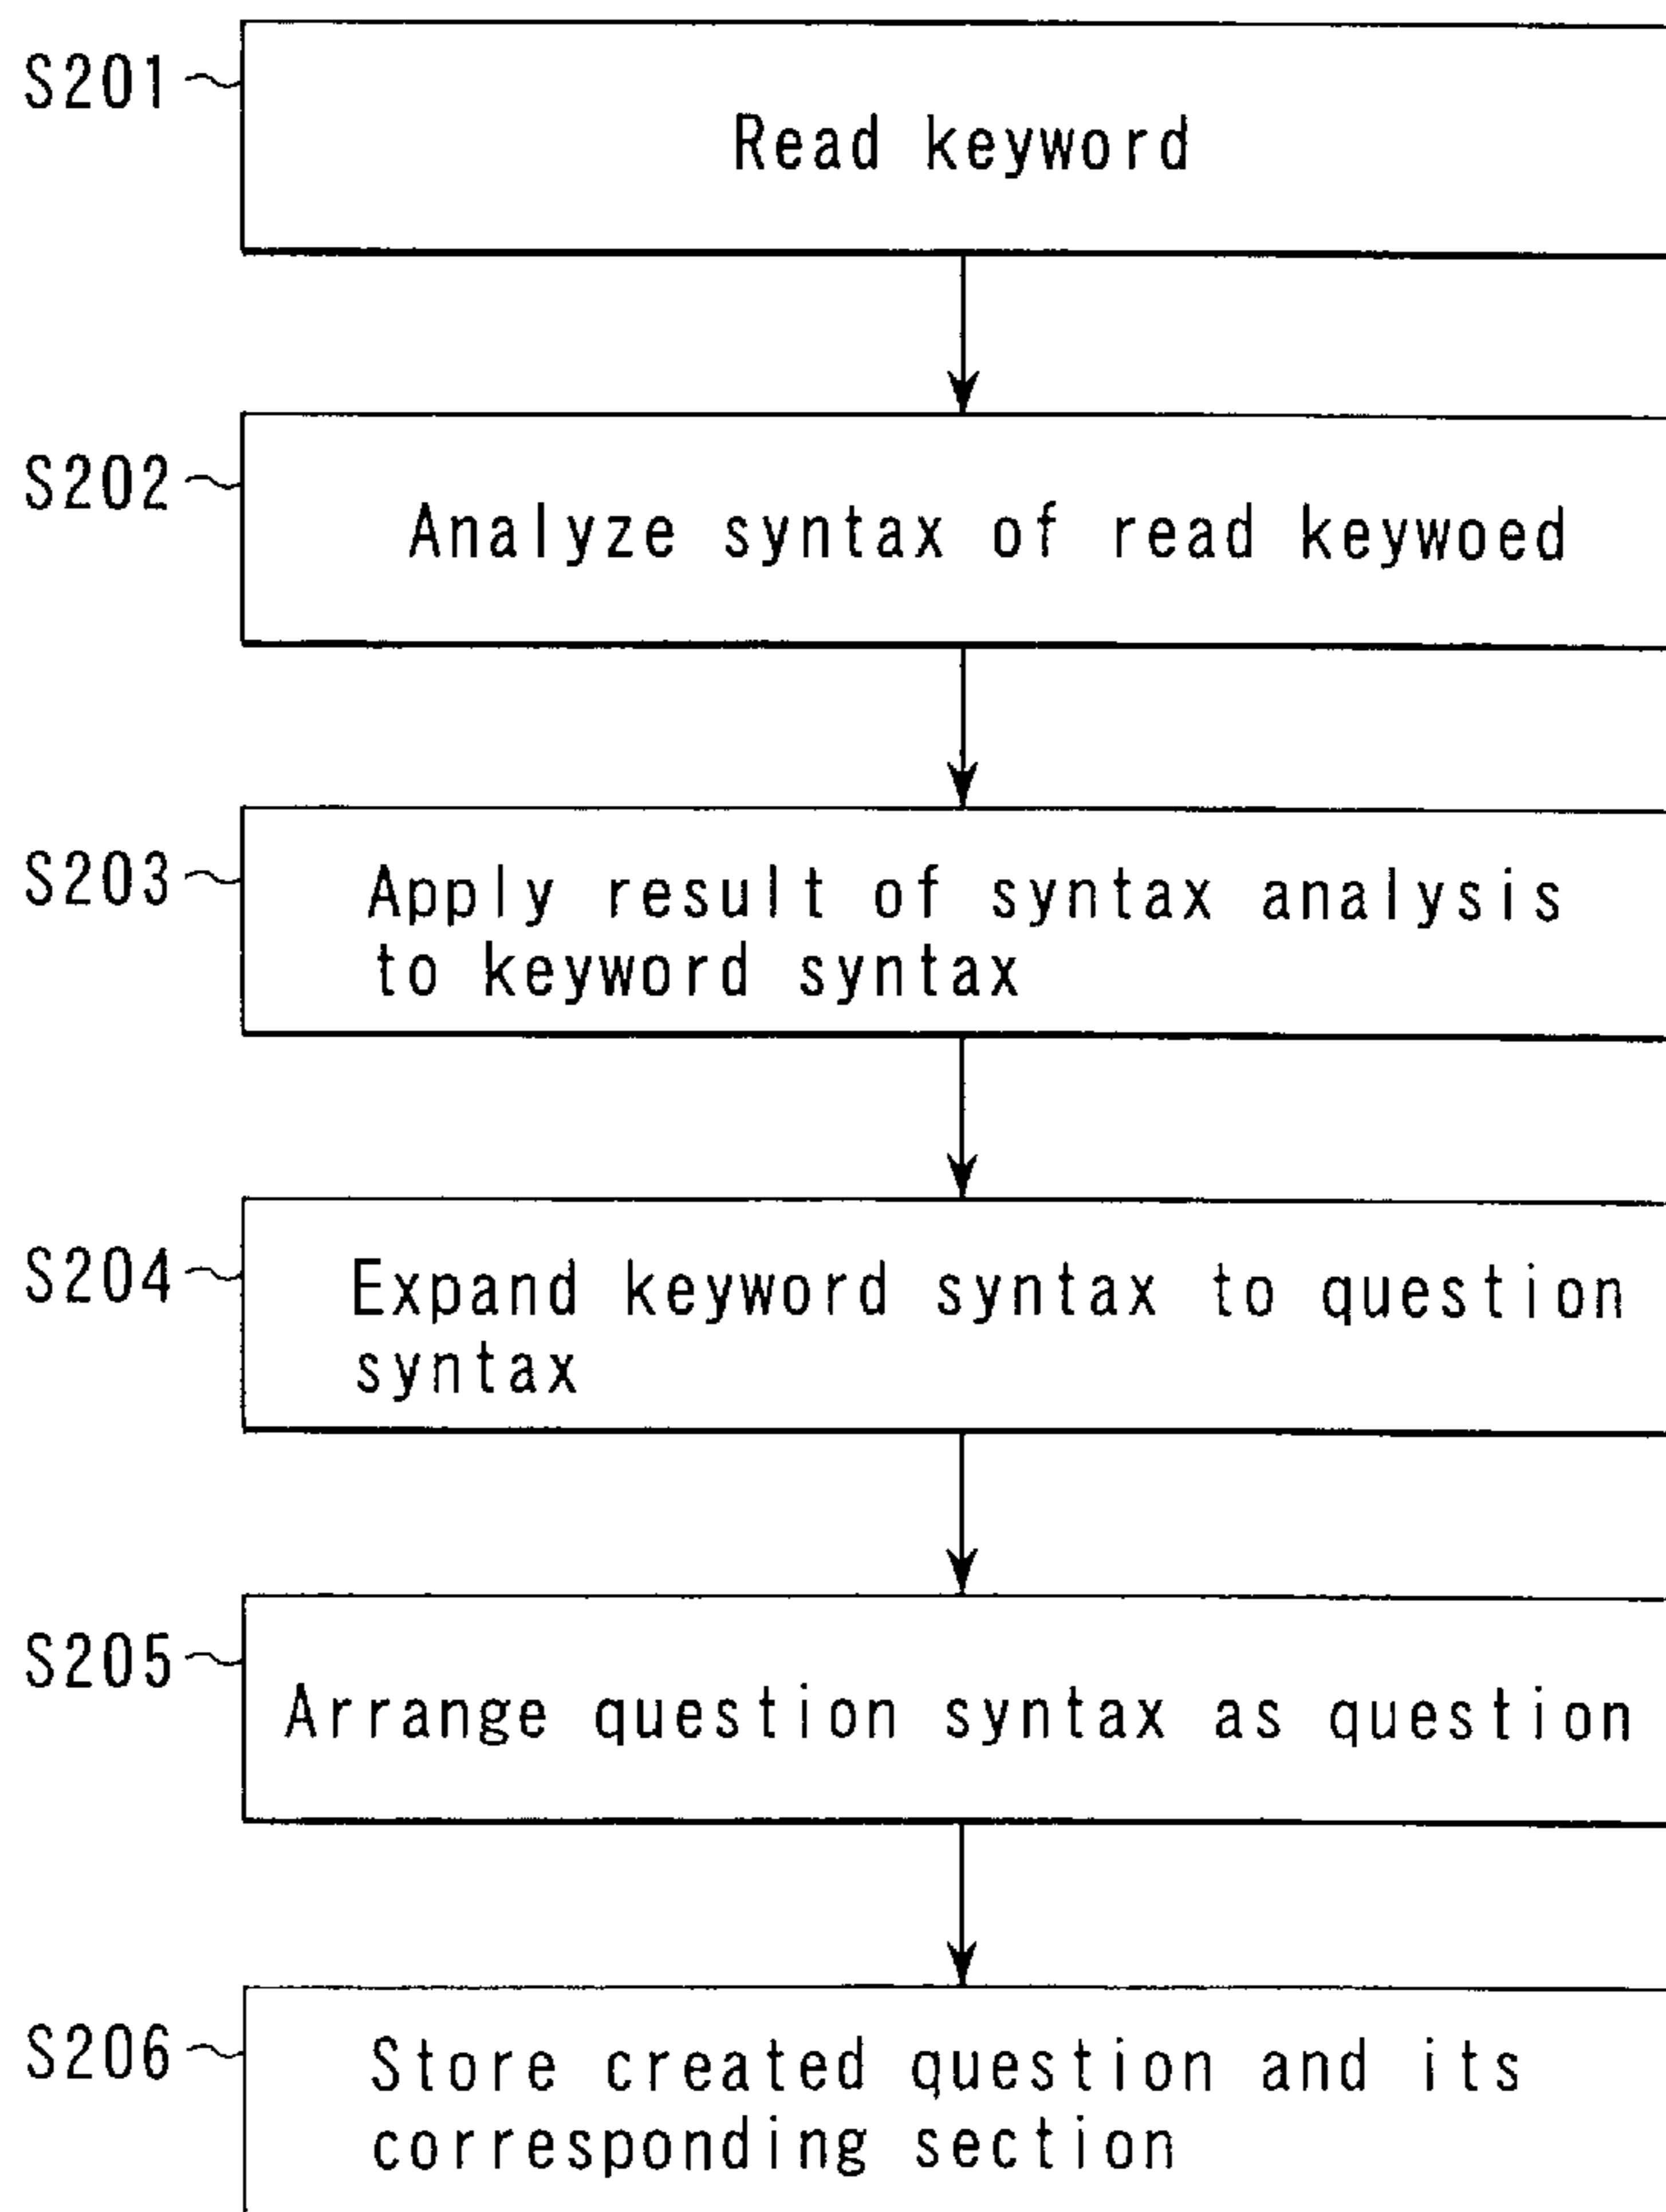 S201
Read keyword
S202
Analyze syntax of read keywoed
S203
Apply result of syntax analysis
to keyword syntax
S204
Expand keyword syntax to question
syntax
S205
Arrange question syntax as question
S206
Store created question and its
corresponding section